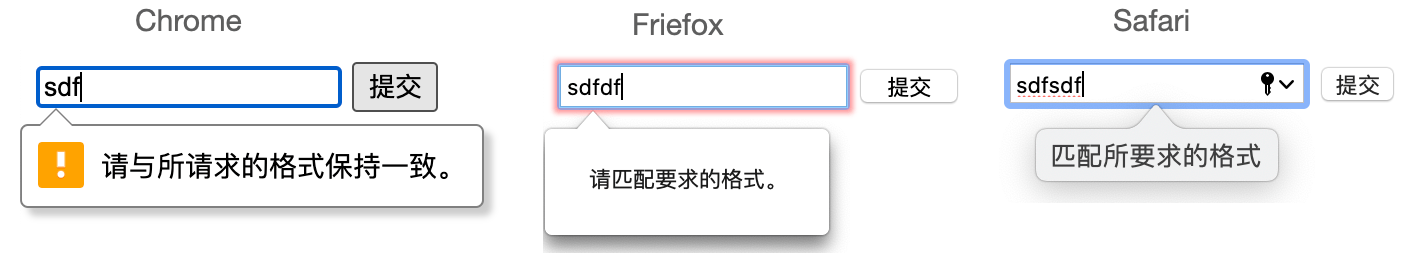 Chrome
Friefox
Safari
sdf
提交
sdfdf
提交
sdfsdf
提交
请与所请求的格式保持一致。
请匹配要求的格式。
匹配所要求的格式